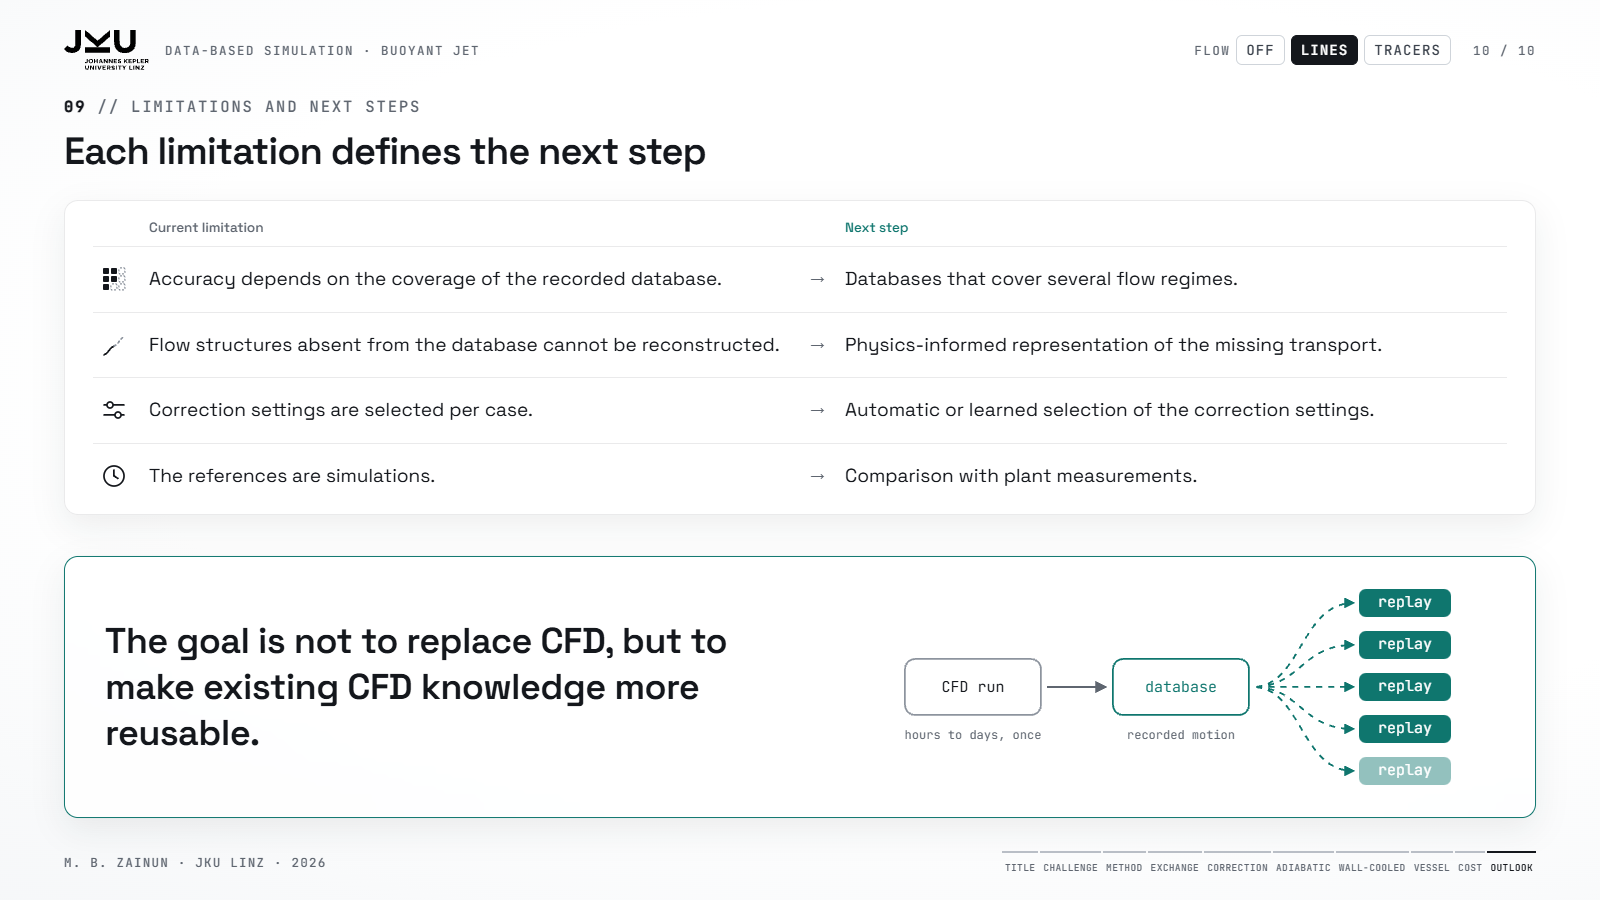 JKU
JOHANNES KEPLER
UNIVERSITY LINZ
DATA-BASED SIMULATION · BUOYANT JET
FLOW OFF LINES TRACERS 10 / 10
09 // LIMITATIONS AND NEXT STEPS
Each limitation defines the next step
Current limitation Next step
Accuracy depends on the coverage of the recorded database. → Databases that cover several flow regimes.
Flow structures absent from the database cannot be reconstructed. → Physics-informed representation of the missing transport.
Correction settings are selected per case. → Automatic or learned selection of the correction settings.
The references are simulations. → Comparison with plant measurements.
The goal is not to replace CFD, but to
make existing CFD knowledge more
reusable.
CFD run
hours to days, once
database
recorded motion
replay
replay
replay
replay
replay
M. B. ZAINUN · JKU LINZ · 2026
TITLE CHALLENGE METHOD EXCHANGE CORRECTION ADIABATIC WALL-COOLED VESSEL COST OUTLOOK